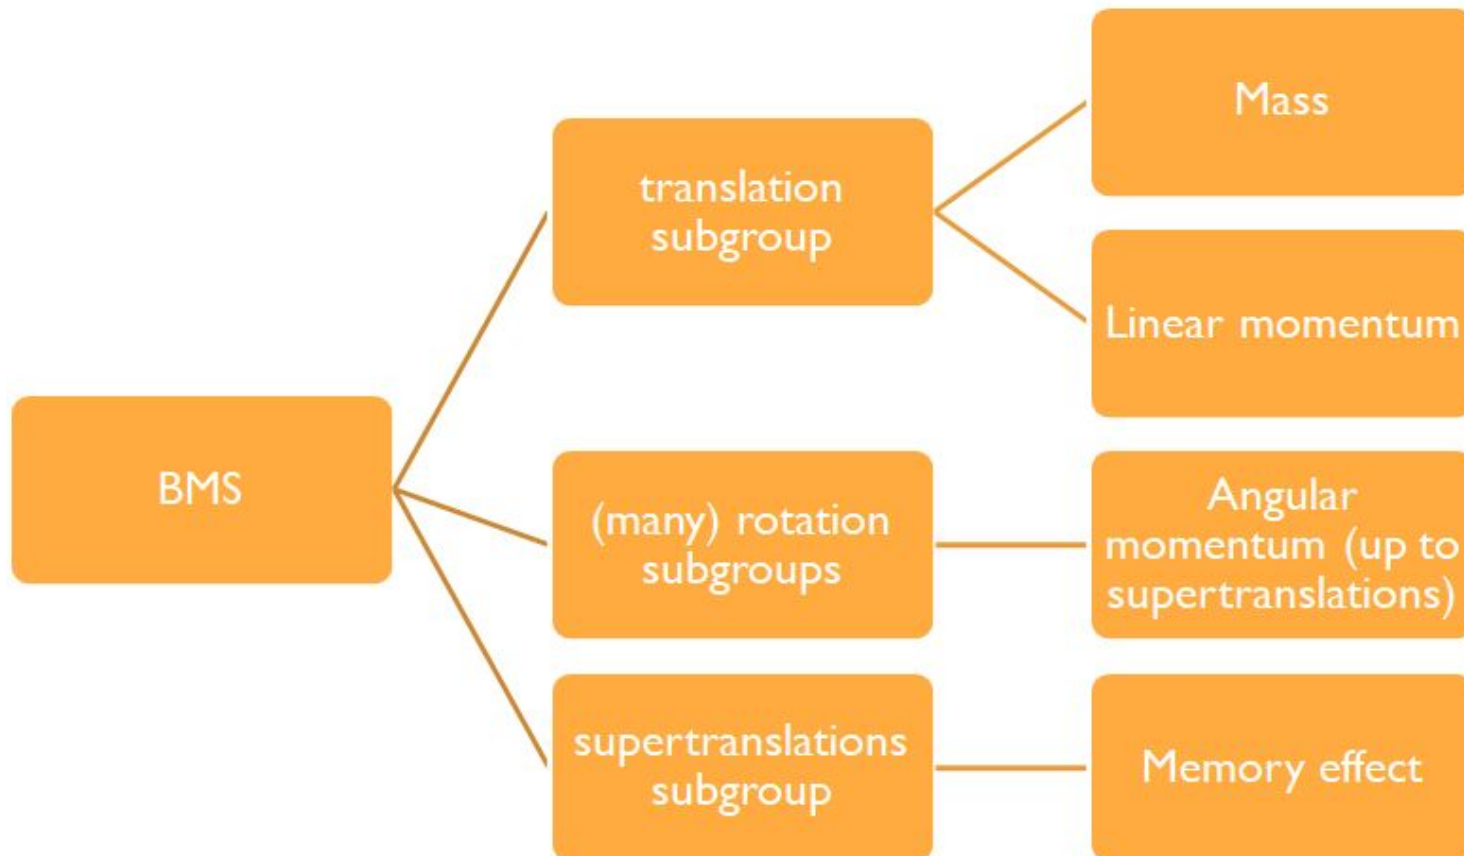 BMS
translation
subgroup
Mass
Linear momentum
(many) rotation
subgroups
Angular
momentum (up to
supertranslations)
supertranslations
subgroup
Memory effect